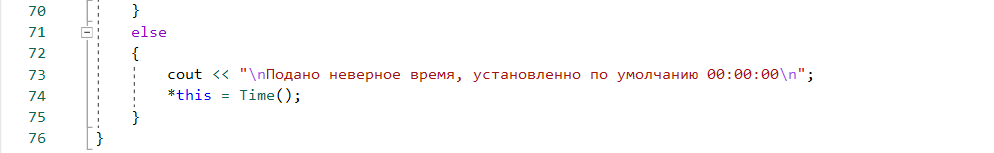 70 }
71 else
72 {
73 cout << "\nПодано неверное время, установленно по умолчанию 00:00:00\n";
74 *this = Time();
75 }
76 }